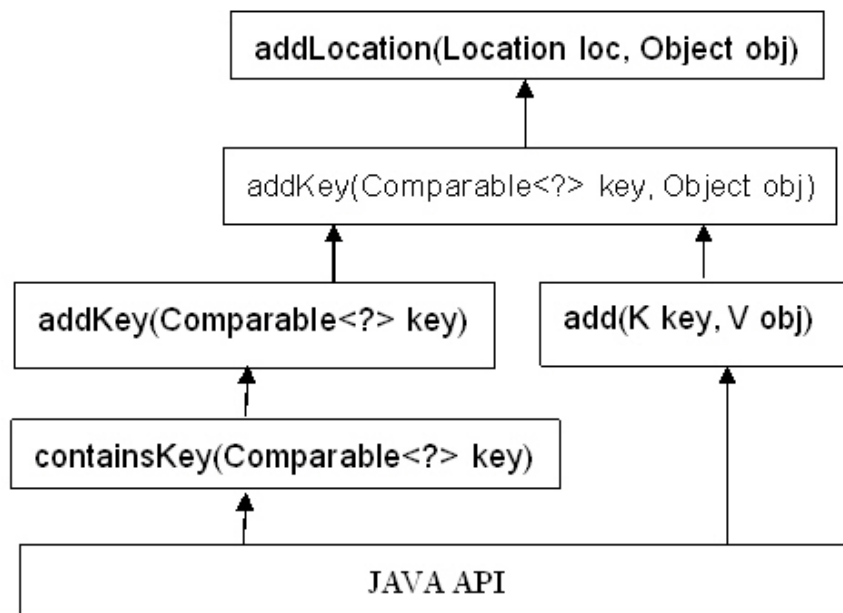 addLocation(Location loc, Object obj)
addKey(Comparable<?> key, Object obj)
addKey(Comparable<?> key)
add(K key, V obj)
containsKey(Comparable<?> key)
JAVA API